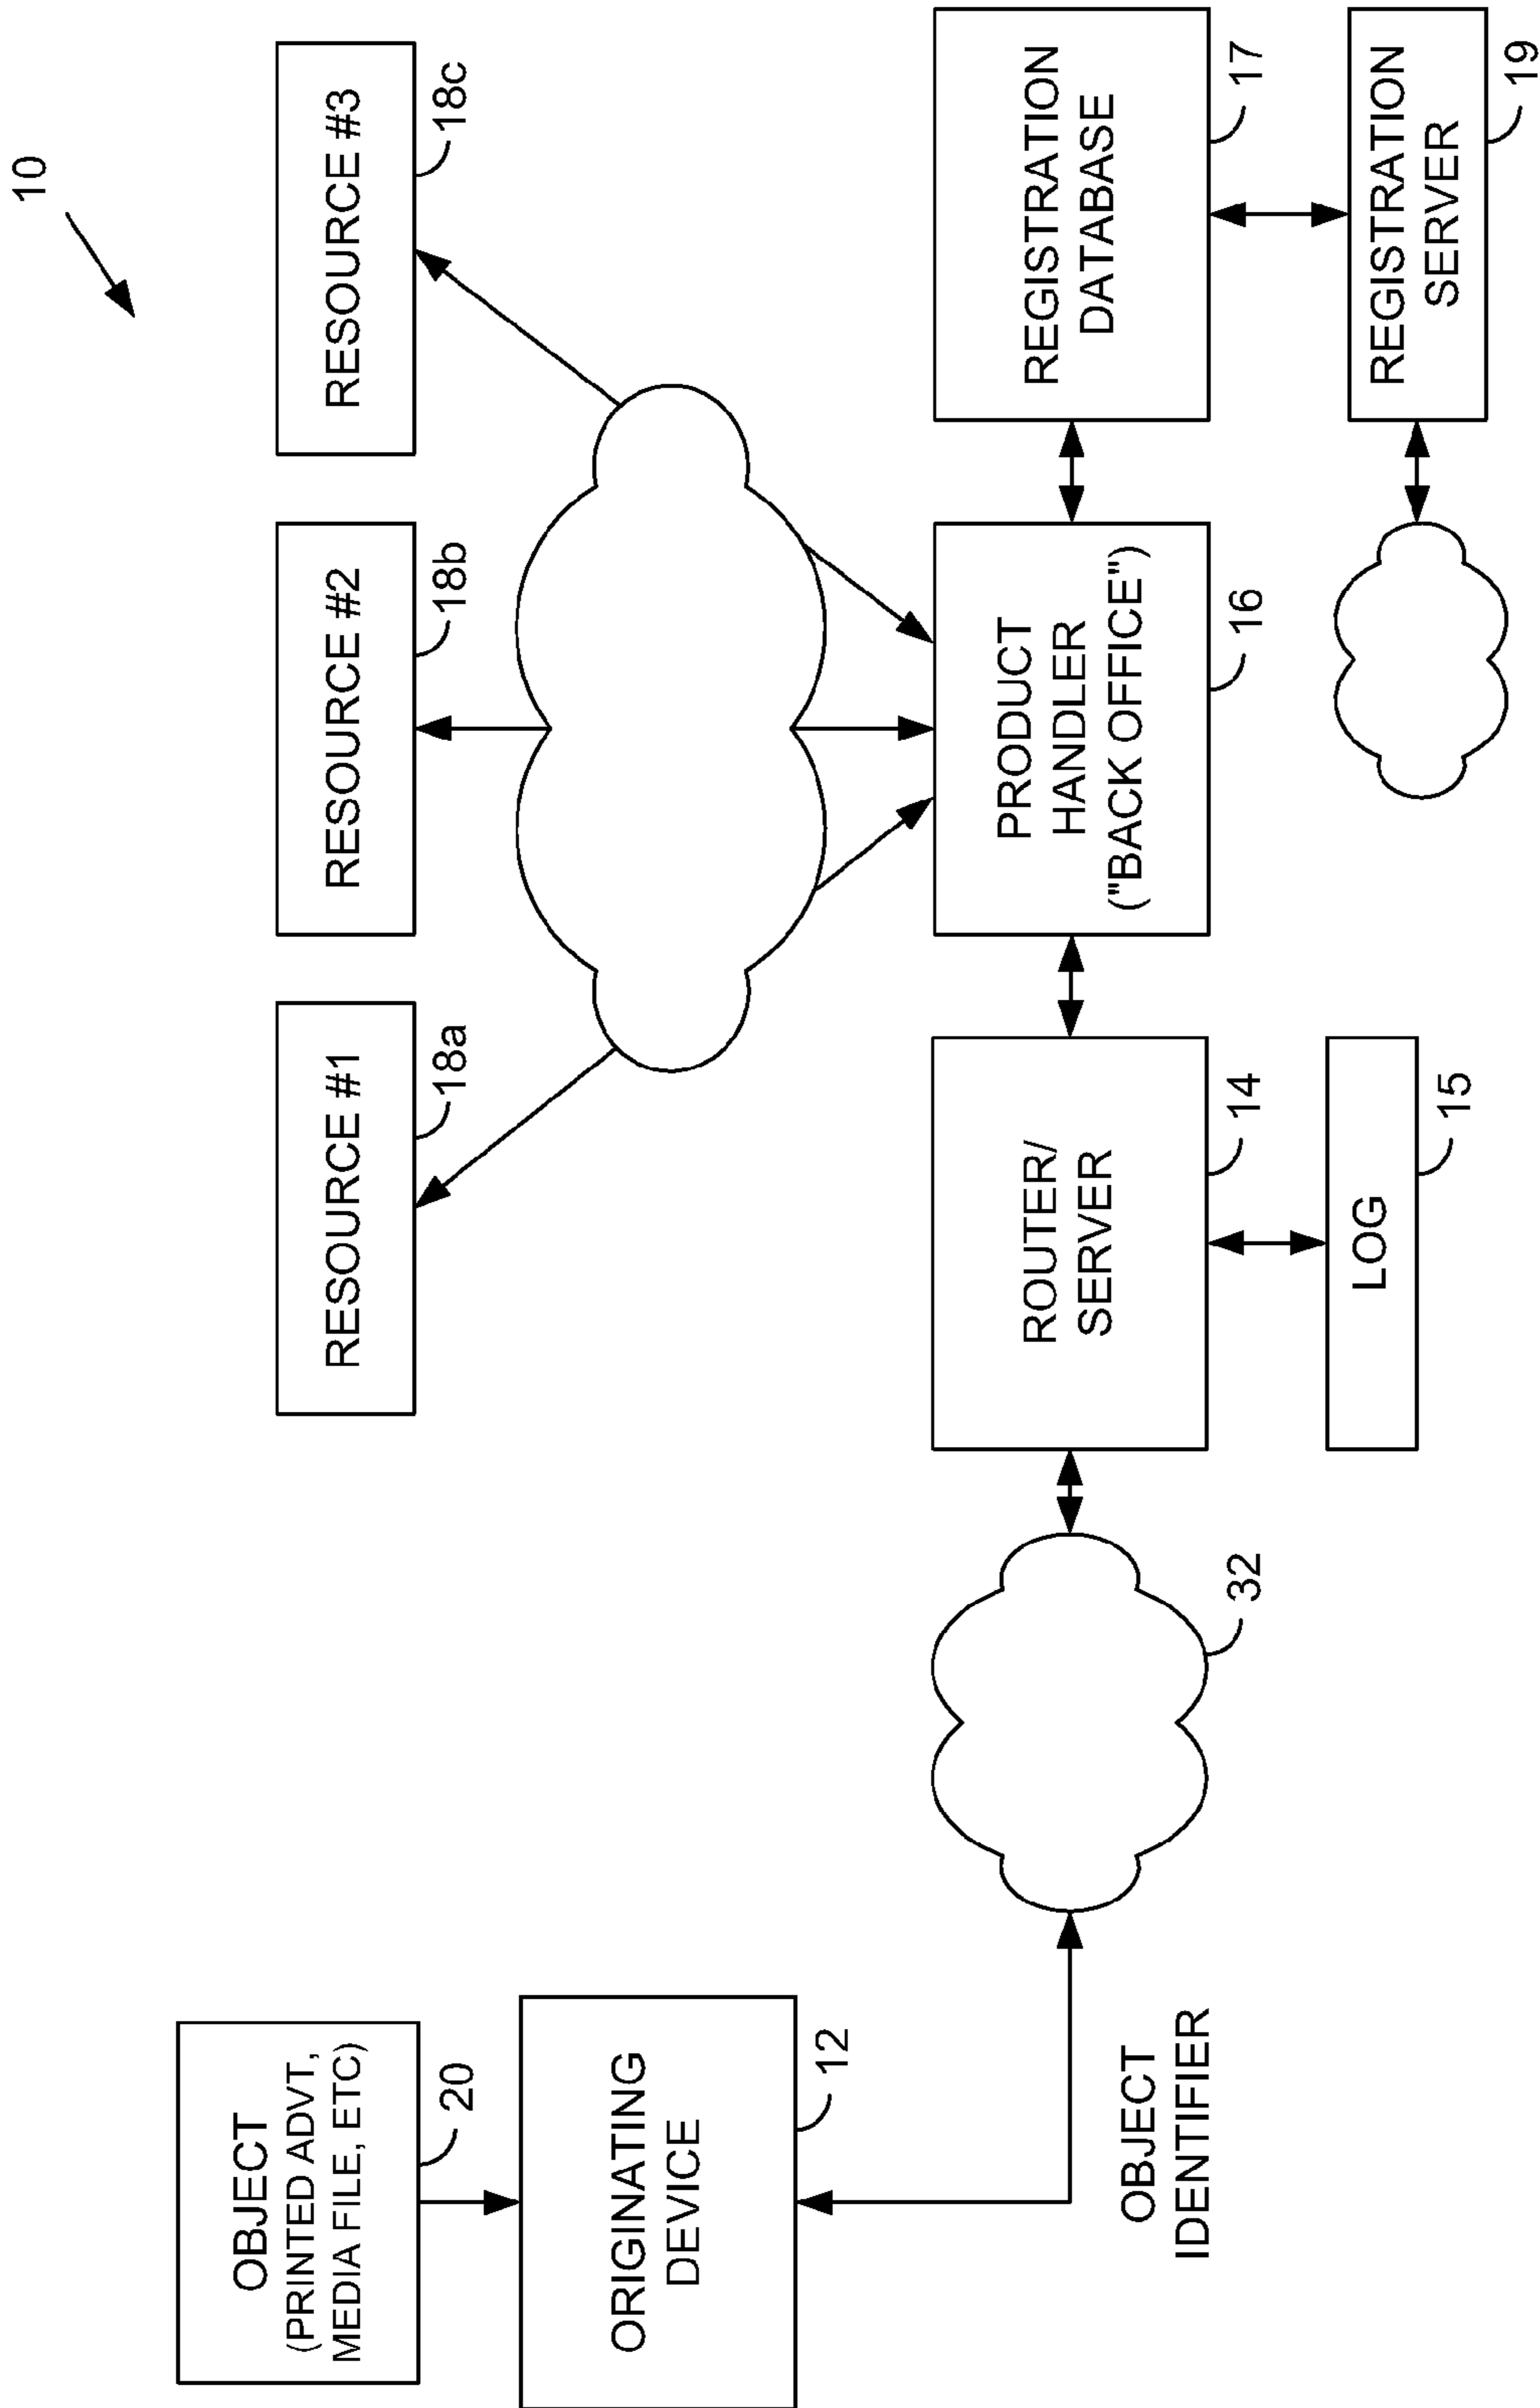 10
OBJECT
(PRINTED ADVT,
MEDIA FILE, ETC)
20
ORIGINATING
DEVICE
12
OBJECT
IDENTIFIER
32
RESOURCE #1
18a
RESOURCE #2
18b
RESOURCE #3
18c
ROUTER/
SERVER
14
LOG
15
PRODUCT
HANDLER
("BACK OFFICE")
16
REGISTRATION
DATABASE
17
REGISTRATION
SERVER
19